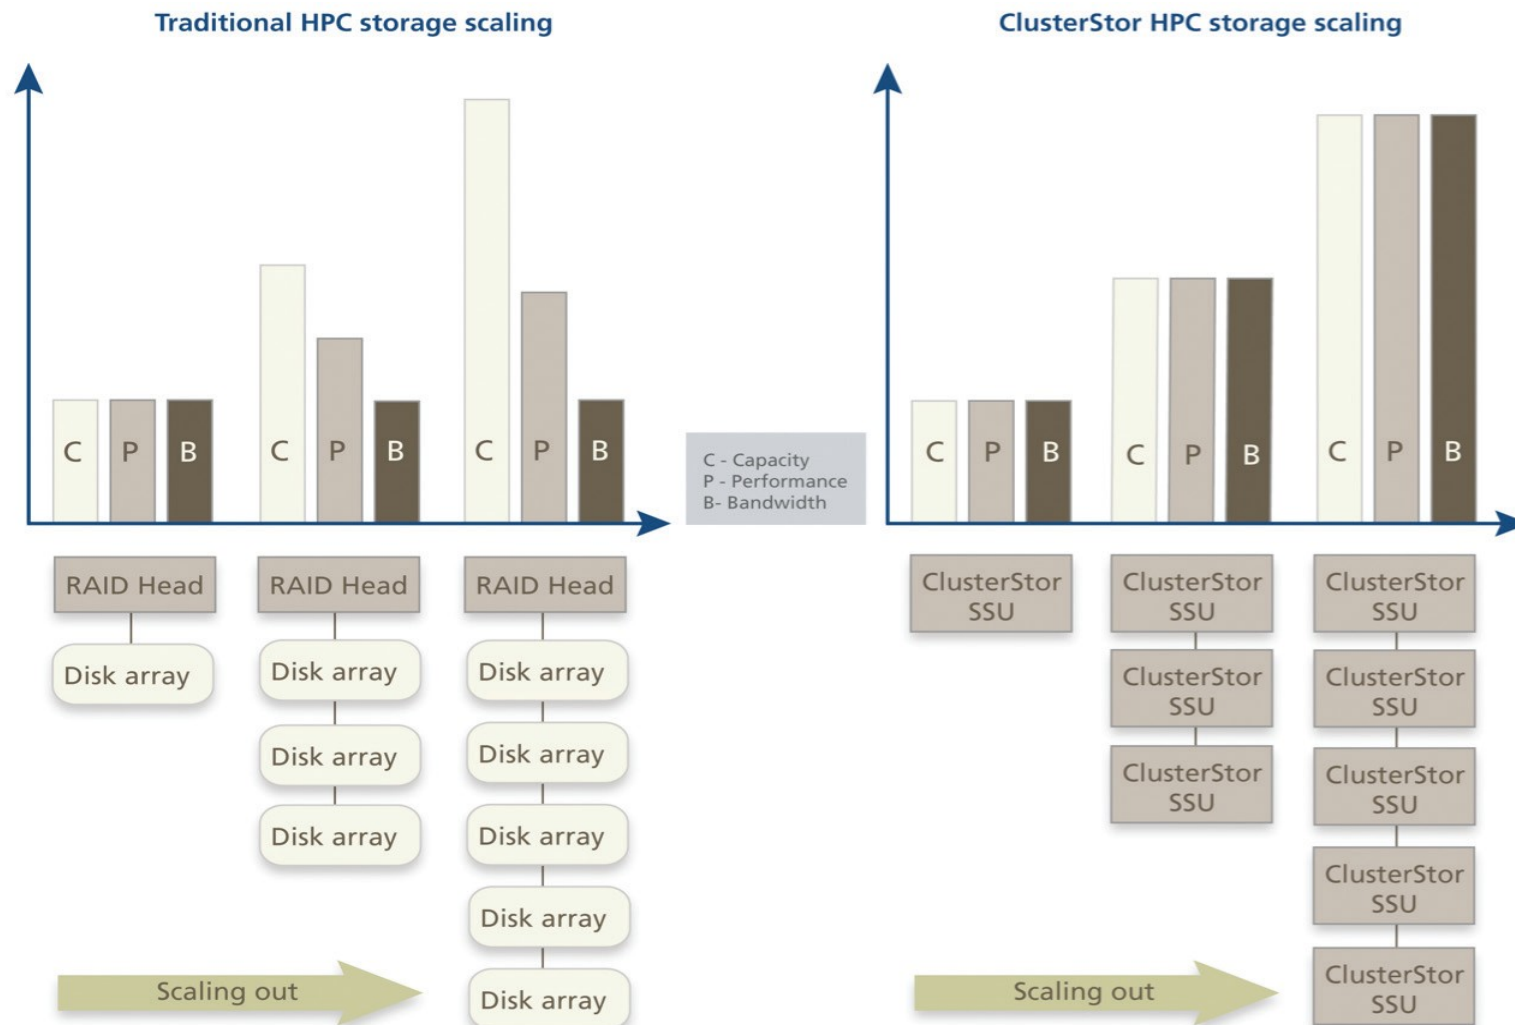 Traditional HPC storage scaling
C P B
C P B
C P B
RAID Head
Disk array
RAID Head
Disk array
Disk array
Disk array
RAID Head
Disk array
Disk array
Disk array
Disk array
Disk array
Scaling out
C - Capacity
P - Performance
B- Bandwidth
ClusterStor HPC storage scaling
C P B
C P B
C P B
ClusterStor
SSU
ClusterStor
SSU
ClusterStor
SSU
ClusterStor
SSU
ClusterStor
SSU
ClusterStor
SSU
ClusterStor
SSU
ClusterStor
SSU
ClusterStor
SSU
Scaling out